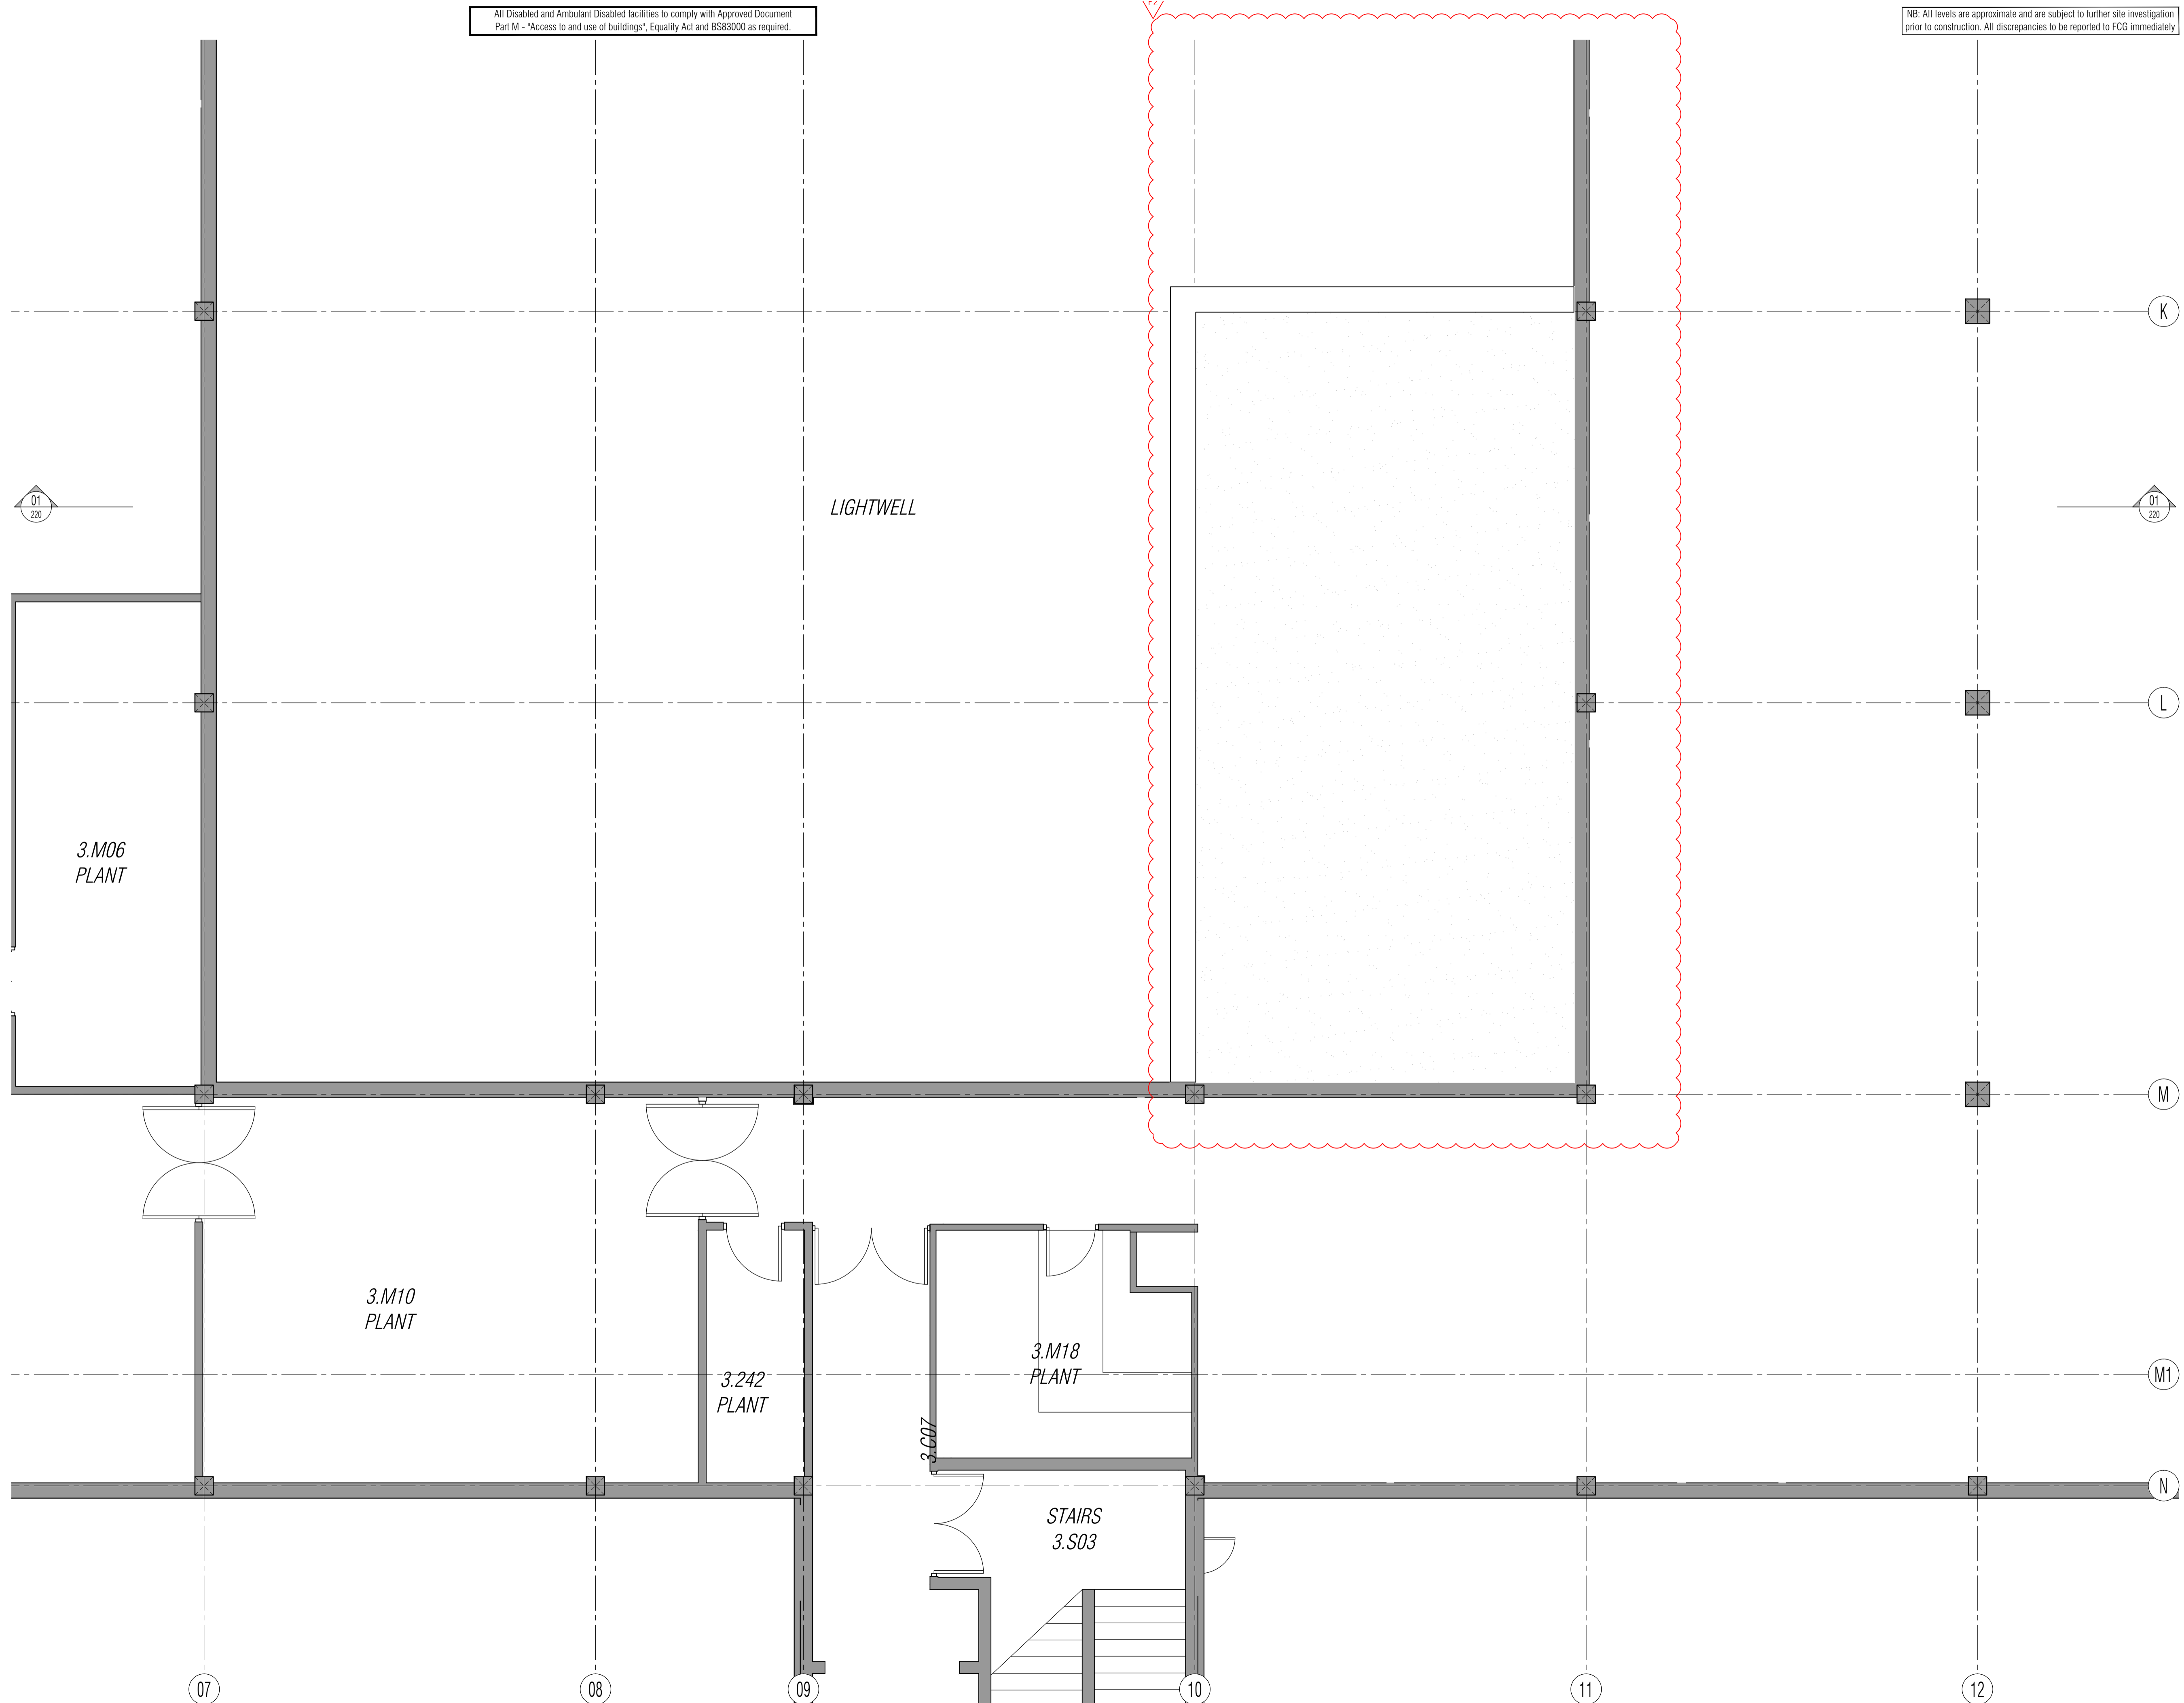 All Disabled and Ambulant Disabled facilities to comply with Approved Document
Part M - "Access to and use of buildings", Equality Act and BS83000 as required.
NB: All levels are approximate and are subject to further site investigation
prior to construction. All discrepancies to be reported to FCG immediately
K
01
220
LIGHTWELL
01
220
L
3.M06
PLANT
M
3.M10
PLANT
3.242
PLANT
3.M18
PLANT
M1
3.C07
N
STAIRS
3.S03
07
08
09
10
11
12